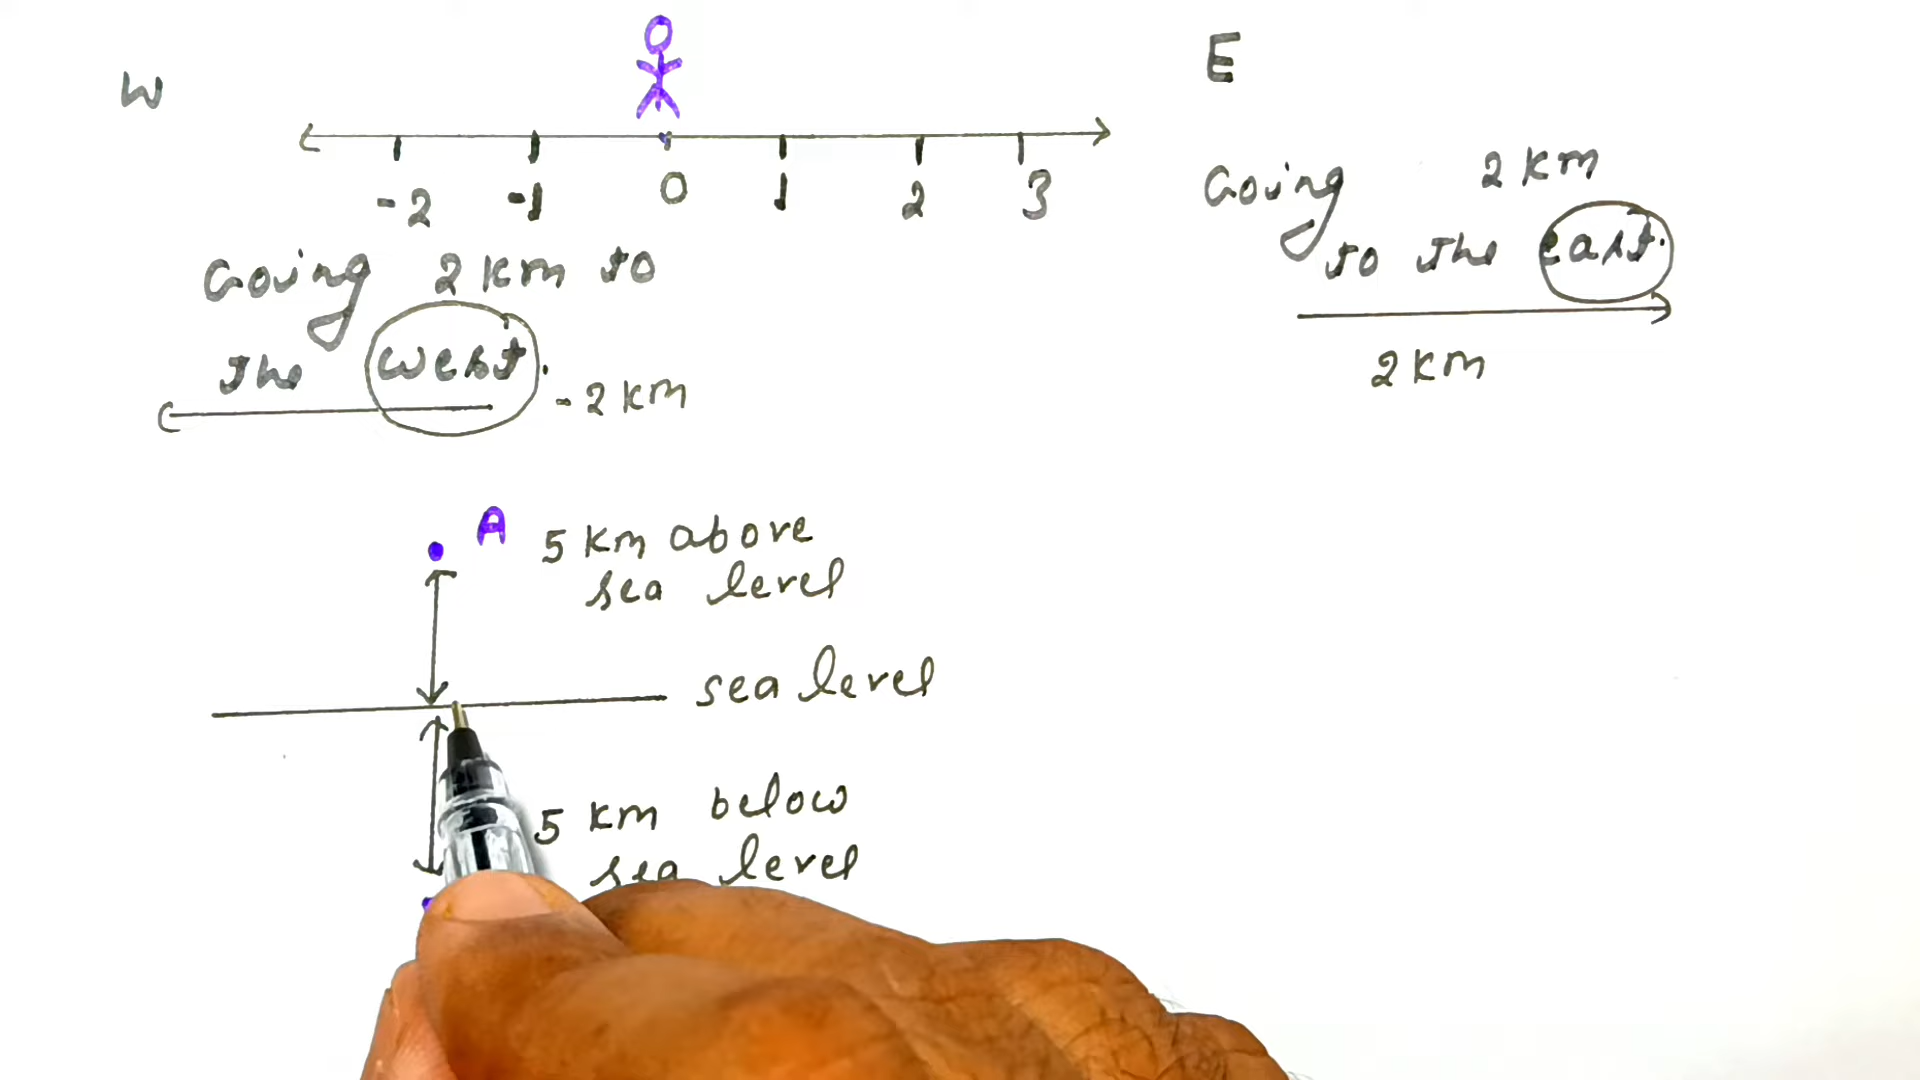 W
E
-2 -1 0 1 2 3
Going 2 km
to the east.
2 km
Going 2 km to
the west.
-2 km
A 5 km above
sea level
sea level
5 km below
sea level